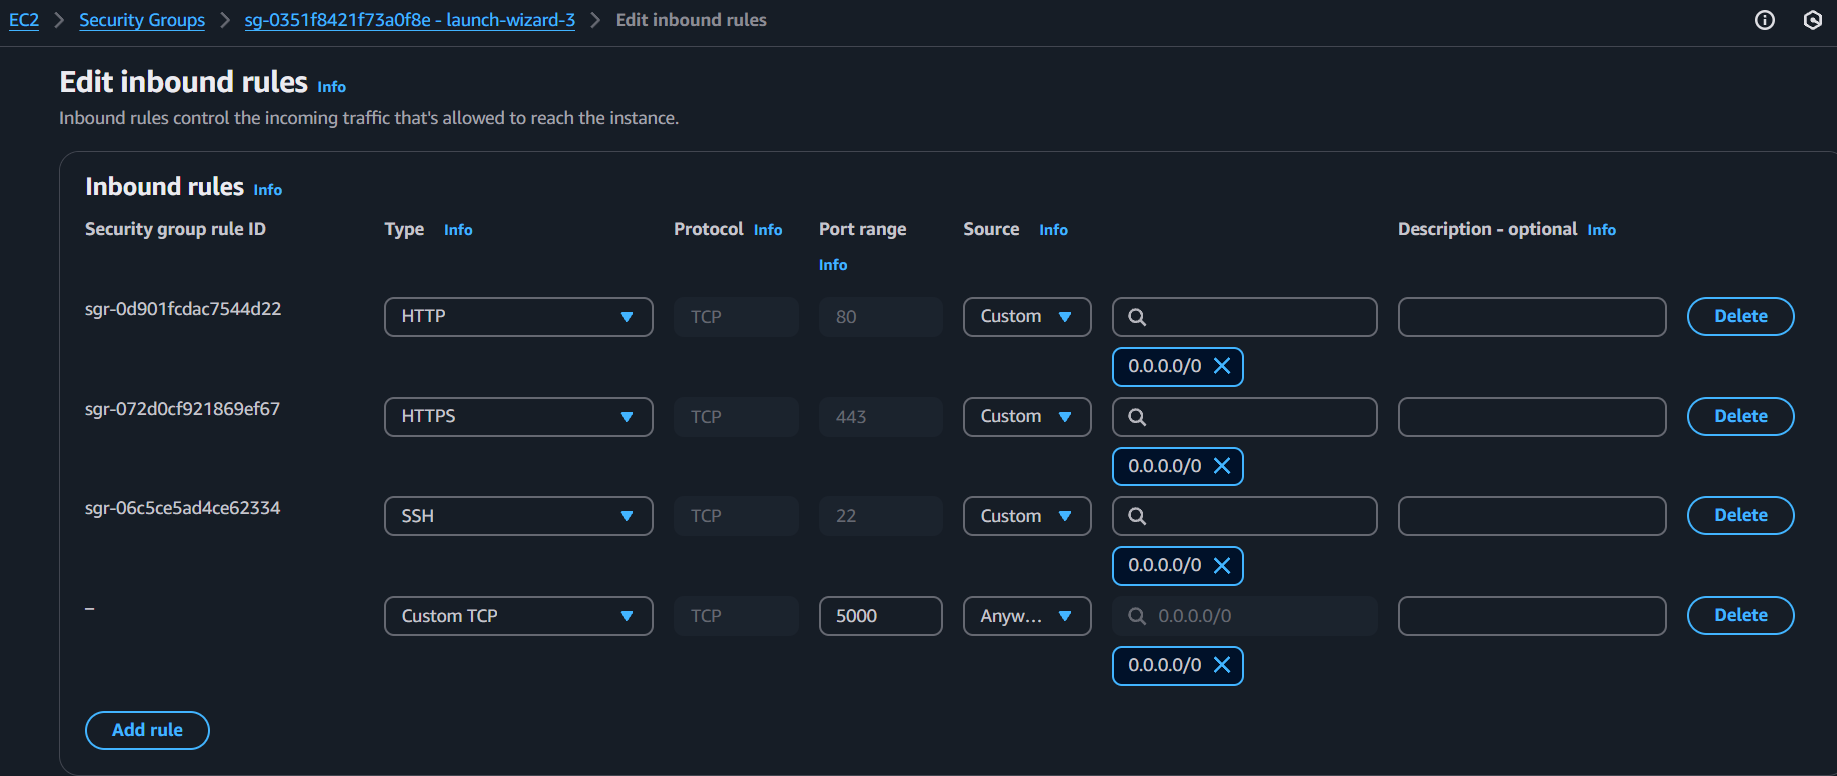 EC2 > Security Groups > sg-0351f8421f73a0f8e - launch-wizard-3 > Edit inbound rules
Edit inbound rules Info
Inbound rules control the incoming traffic that's allowed to reach the instance.
Inbound rules Info
Security group rule ID Type Info Protocol Info Port range Source Info Description - optional Info
Info
sgr-0d901fcdac7544d22 HTTP TCP 80 Custom Delete
0.0.0.0/0
sgr-072d0cf921869ef67 HTTPS TCP 443 Custom Delete
0.0.0.0/0
sgr-06c5ce5ad4ce62334 SSH TCP 22 Custom Delete
0.0.0.0/0
– Custom TCP TCP 5000 Anyw... 0.0.0.0/0 Delete
0.0.0.0/0
Add rule